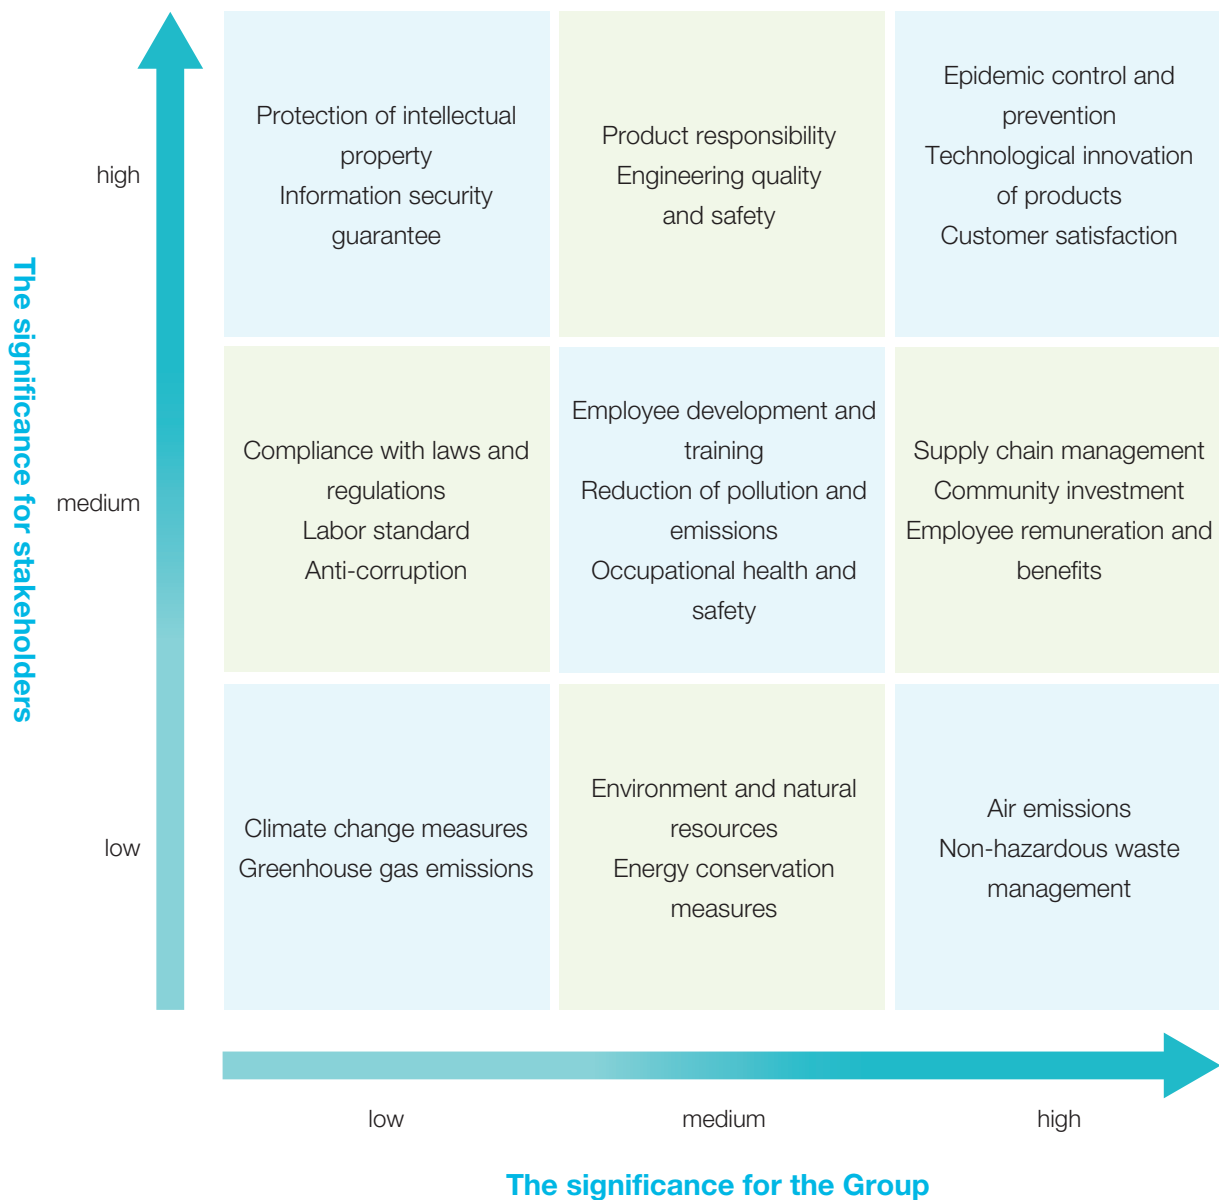 The significance for stakeholders
high
Protection of intellectual
property
Information security
guarantee
Product responsibility
Engineering quality
and safety
Epidemic control and
prevention
Technological innovation
of products
Customer satisfaction
medium
Compliance with laws and
regulations
Labor standard
Anti-corruption
Employee development and
training
Reduction of pollution and
emissions
Occupational health and
safety
Supply chain management
Community investment
Employee remuneration and
benefits
low
Climate change measures
Greenhouse gas emissions
Environment and natural
resources
Energy conservation
measures
Air emissions
Non-hazardous waste
management
low
medium
high
The significance for the Group